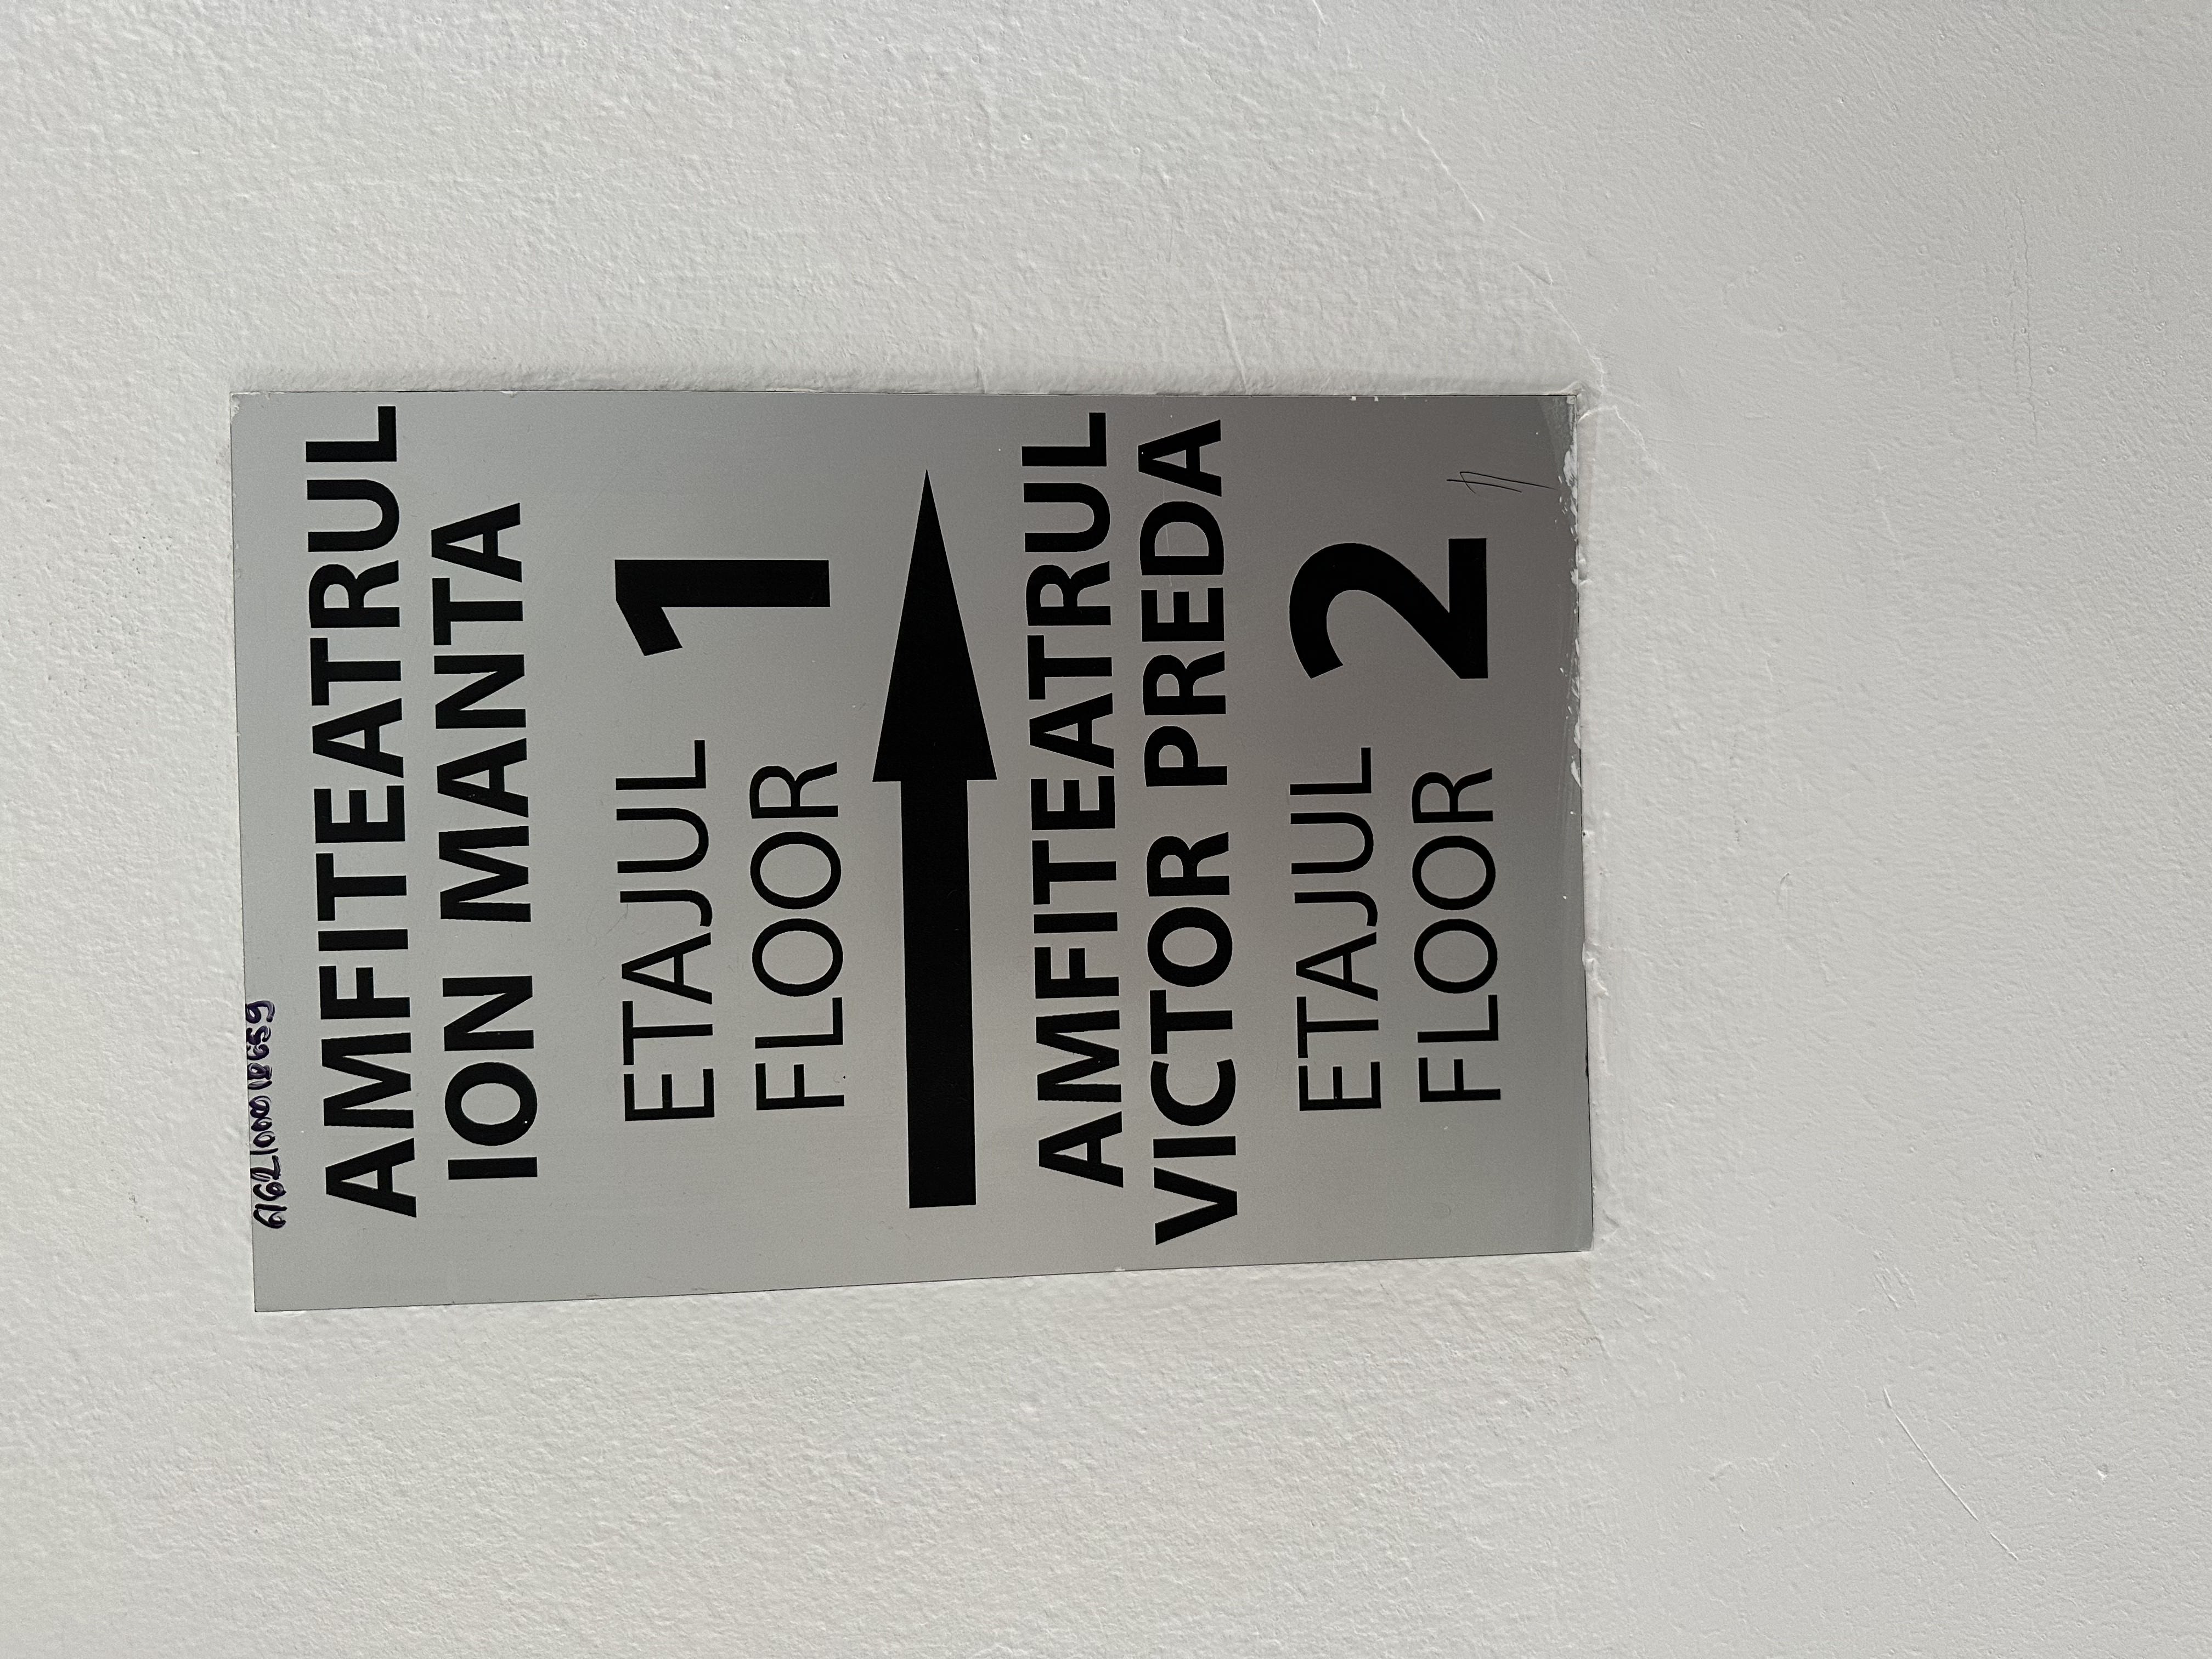 AMFITEATRUL
ION MANTA
ETAJUL 1
FLOOR
AMFITEATRUL
VICTOR PREDA
ETAJUL 2
FLOOR